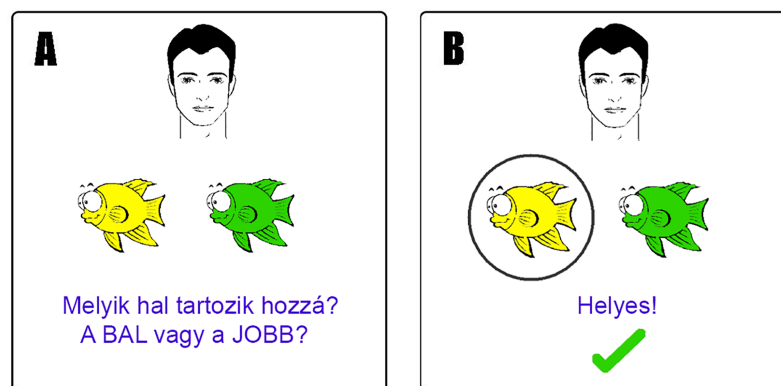 A
Melyik hal tartozik hozzá?
A BAL vagy a JOBB?
B
Helyes!